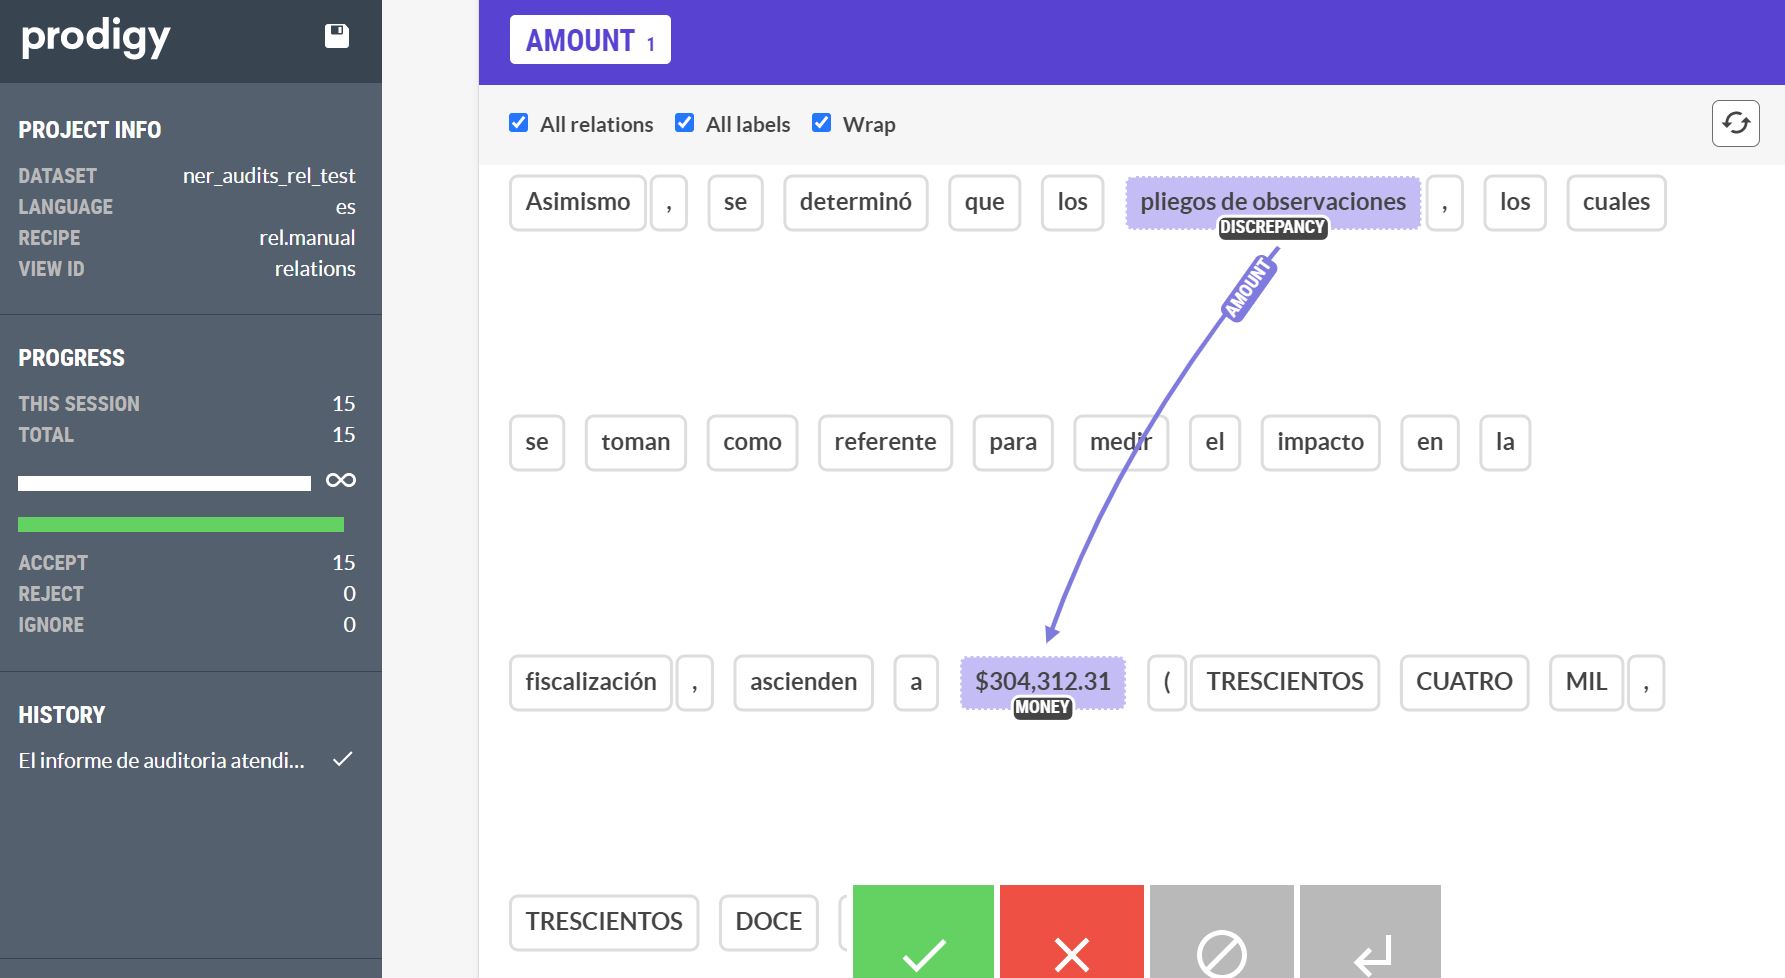 prodigy
PROJECT INFO
DATASET ner_audits_rel_test
LANGUAGE es
RECIPE rel.manual
VIEW ID relations
PROGRESS
THIS SESSION 15
TOTAL 15
∞
ACCEPT 15
REJECT 0
IGNORE 0
HISTORY
El informe de auditoria atendi...
AMOUNT 1
All relations All labels Wrap
Asimismo , se determinó que los pliegos de observaciones , los cuales
DISCREPANCY
AMOUNT
se toman como referente para medir el impacto en la
fiscalización , ascienden a $304,312.31 ( TRESCIENTOS CUATRO MIL ,
MONEY
TRESCIENTOS DOCE